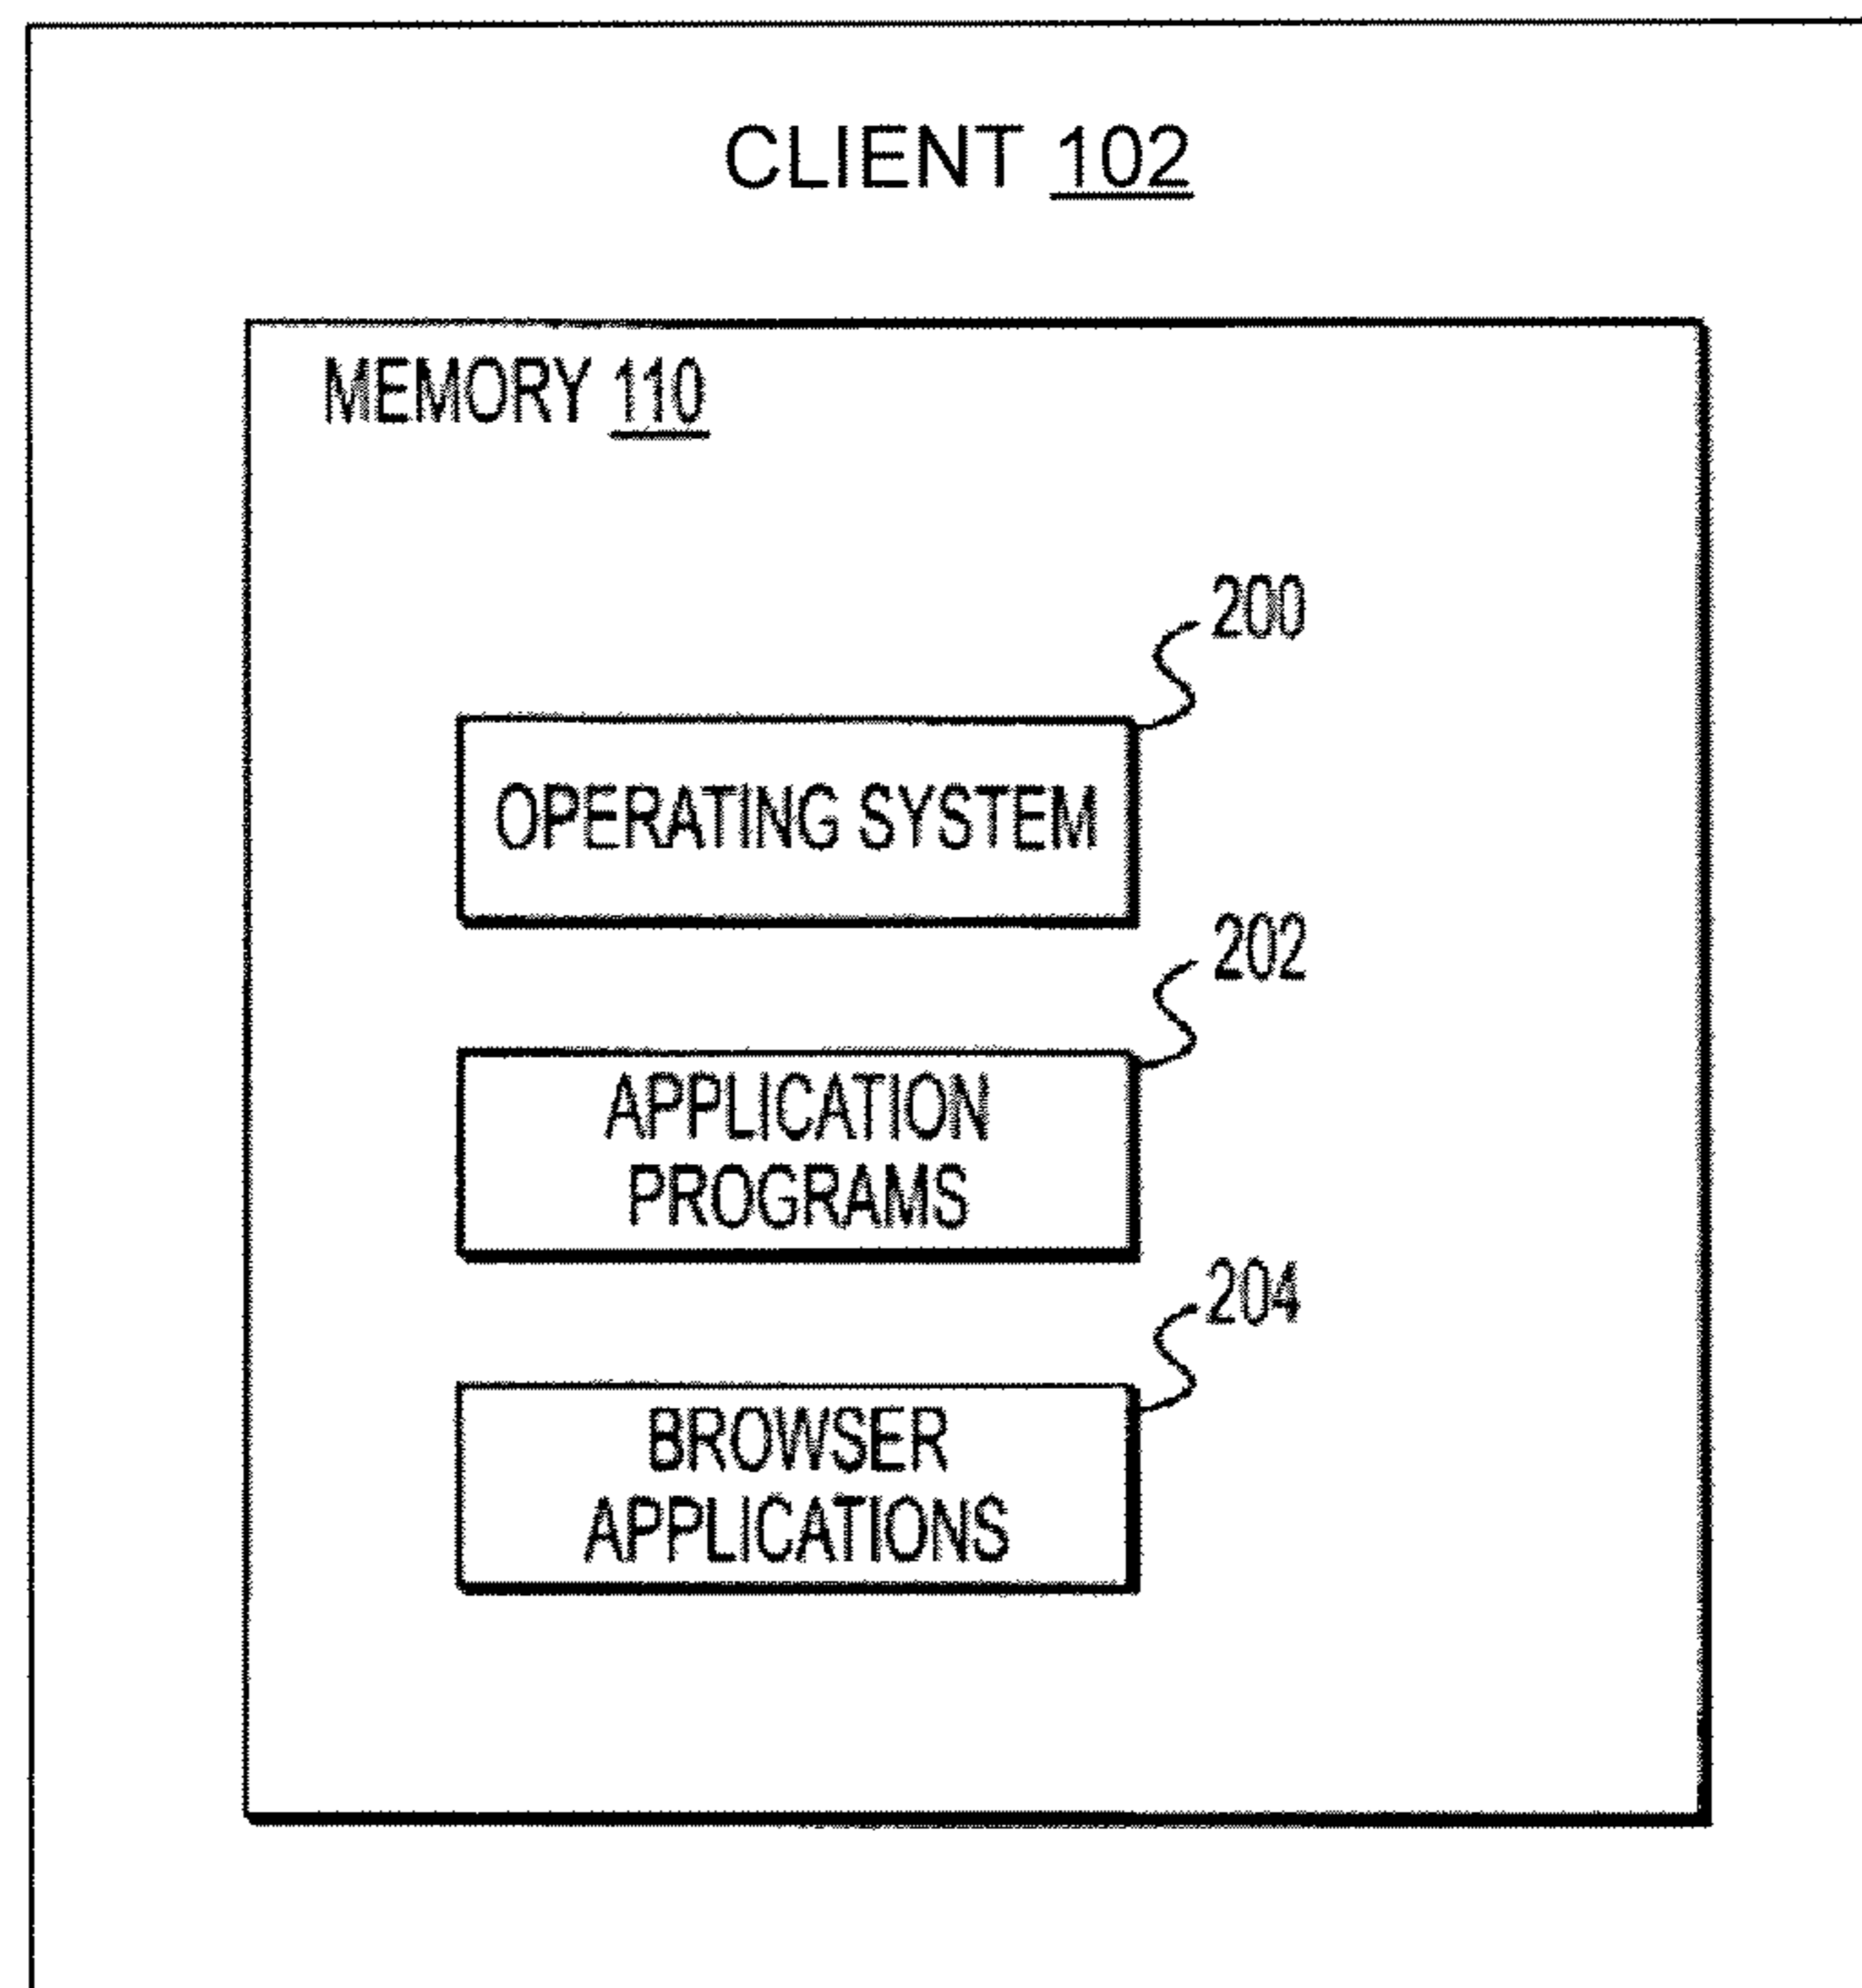 CLIENT 102
MEMORY 110
200
OPERATING SYSTEM
202
APPLICATION
PROGRAMS
204
BROWSER
APPLICATIONS